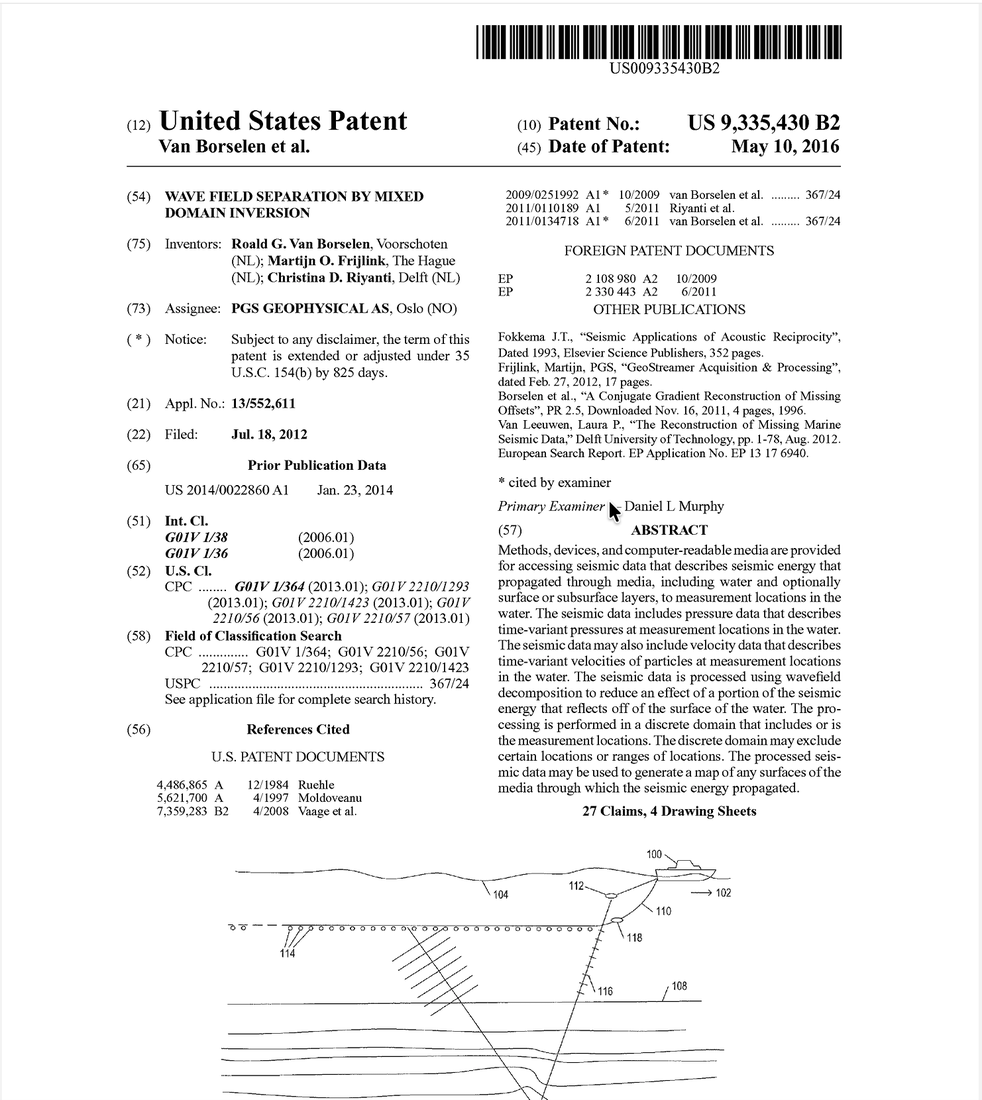 US009335430B2
(12) United States Patent
Van Borselen et al.
(10) Patent No.: US 9,335,430 B2
(45) Date of Patent: May 10, 2016
(54) WAVE FIELD SEPARATION BY MIXED
DOMAIN INVERSION
(75) Inventors: Roald G. Van Borselen, Voorschoten
(NL); Martijn O. Frijlink, The Hague
(NL); Christina D. Riyanti, Delft (NL)
(73) Assignee: PGS GEOPHYSICAL AS, Oslo (NO)
( * ) Notice: Subject to any disclaimer, the term of this
patent is extended or adjusted under 35
U.S.C. 154(b) by 825 days.
(21) Appl. No.: 13/552,611
(22) Filed: Jul. 18, 2012
(65) Prior Publication Data
US 2014/0022860 A1 Jan. 23, 2014
(51) Int. Cl.
G01V 1/38 (2006.01)
G01V 1/36 (2006.01)
(52) U.S. Cl.
CPC ........ G01V 1/364 (2013.01); G01V 2210/1293
(2013.01); G01V 2210/1423 (2013.01); G01V
2210/56 (2013.01); G01V 2210/57 (2013.01)
(58) Field of Classification Search
CPC .............. G01V 1/364; G01V 2210/56; G01V
2210/57; G01V 2210/1293; G01V 2210/1423
USPC ............................................................ 367/24
See application file for complete search history.
(56) References Cited
U.S. PATENT DOCUMENTS
4,486,865 A 12/1984 Ruehle
5,621,700 A 4/1997 Moldoveanu
7,359,283 B2 4/2008 Vaage et al.
2009/0251992 A1* 10/2009 van Borselen et al. ......... 367/24
2011/0110189 A1 5/2011 Riyanti et al.
2011/0134718 A1* 6/2011 van Borselen et al. ......... 367/24
FOREIGN PATENT DOCUMENTS
EP 2 108 980 A2 10/2009
EP 2 330 443 A2 6/2011
OTHER PUBLICATIONS
Fokkema J.T., “Seismic Applications of Acoustic Reciprocity”,
Dated 1993, Elsevier Science Publishers, 352 pages.
Frijlink, Martijn, PGS, “GeoStreamer Acquisition & Processing”,
dated Feb. 27, 2012, 17 pages.
Borselen et al., “A Conjugate Gradient Reconstruction of Missing
Offsets”, PR 2.5, Downloaded Nov. 16, 2011, 4 pages, 1996.
Van Leeuwen, Laura P., “The Reconstruction of Missing Marine
Seismic Data,” Delft University of Technology, pp. 1-78, Aug. 2012.
European Search Report. EP Application No. EP 13 17 6940.
* cited by examiner
Primary Examiner — Daniel L Murphy
(57) ABSTRACT
Methods, devices, and computer-readable media are provided
for accessing seismic data that describes seismic energy that
propagated through media, including water and optionally
surface or subsurface layers, to measurement locations in the
water. The seismic data includes pressure data that describes
time-variant pressures at measurement locations in the water.
The seismic data may also include velocity data that describes
time-variant velocities of particles at measurement locations
in the water. The seismic data is processed using wavefield
decomposition to reduce an effect of a portion of the seismic
energy that reflects off of the surface of the water. The pro-
cessing is performed in a discrete domain that includes or is
the measurement locations. The discrete domain may exclude
certain locations or ranges of locations. The processed seis-
mic data may be used to generate a map of any surfaces of the
media through which the seismic energy propagated.
27 Claims, 4 Drawing Sheets
100
112
102
104
110
118
114
116
108